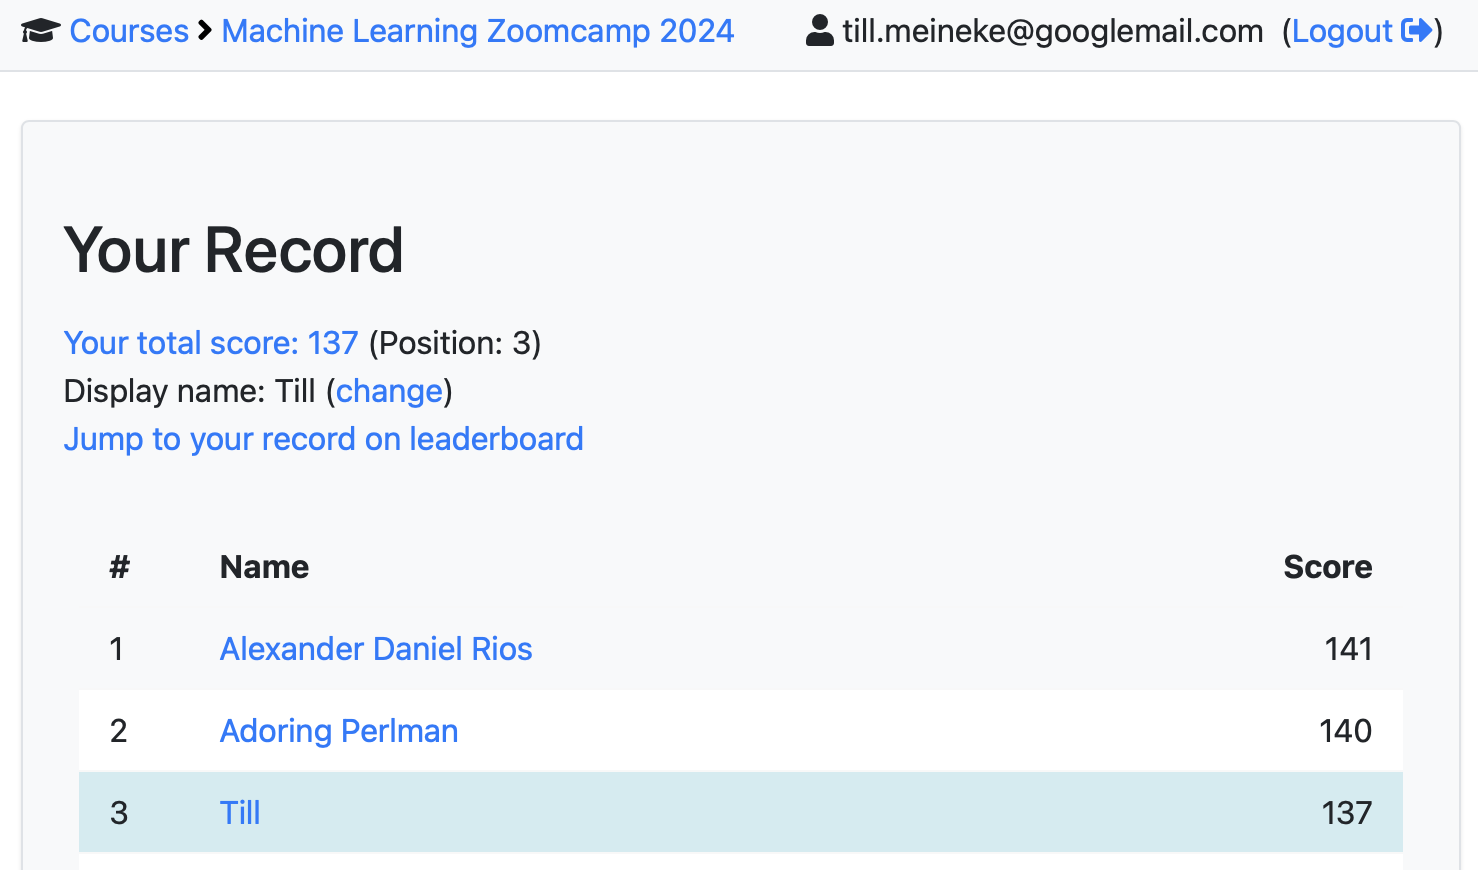 Courses > Machine Learning Zoomcamp 2024 till.meineke@googlemail.com (Logout)
Your Record
Your total score: 137 (Position: 3)
Display name: Till (change)
Jump to your record on leaderboard
# Name Score
1 Alexander Daniel Rios 141
2 Adoring Perlman 140
3 Till 137